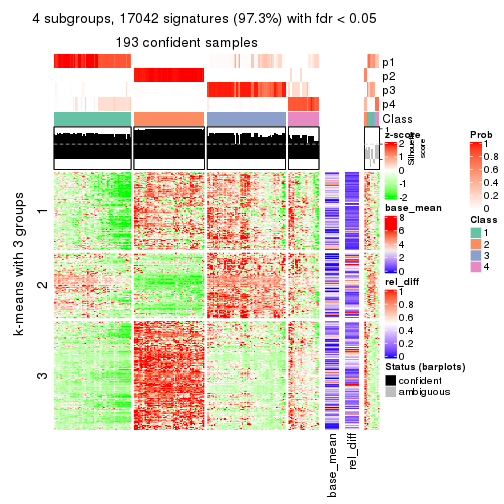 4 subgroups, 17042 signatures (97.3%) with fdr < 0.05
193 confident samples
p1
p2
p3
p4
Class
1
Silhouette
score
k-means with 3 groups
1
2
3
base_mean
rel_diff
z-score
2
1
0
-1
-2
base_mean
8
6
4
2
0
rel_diff
1
0.8
0.6
0.4
0.2
0
Status (barplots)
confident
ambiguous
Prob
1
0.8
0.6
0.4
0.2
0
Class
1
2
3
4